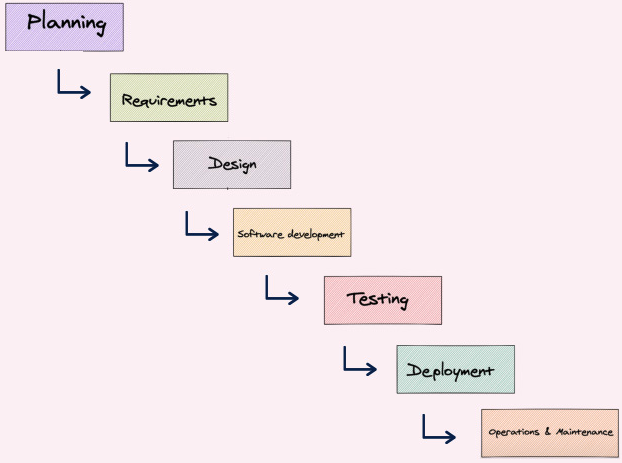 Planning
Requirements
Design
Software development
Testing
Deployment
Operations & Maintenance